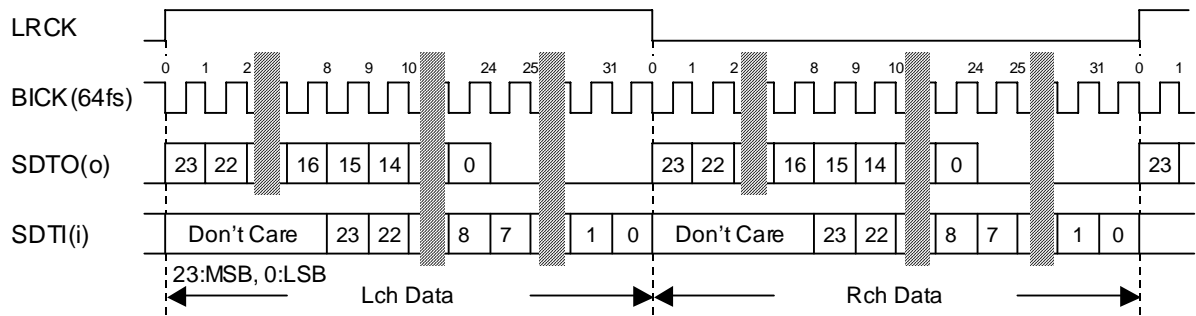 LRCK
0 1 2 8 9 10 24 25 31 0 1 2 8 9 10 24 25 31 0 1
BICK(64fs)
SDTO(o) 23 22 16 15 14 0 23 22 16 15 14 0 23
SDTI(i) Don't Care 23 22 8 7 1 0 Don't Care 23 22 8 7 1 0
23:MSB, 0:LSB
Lch Data Rch Data